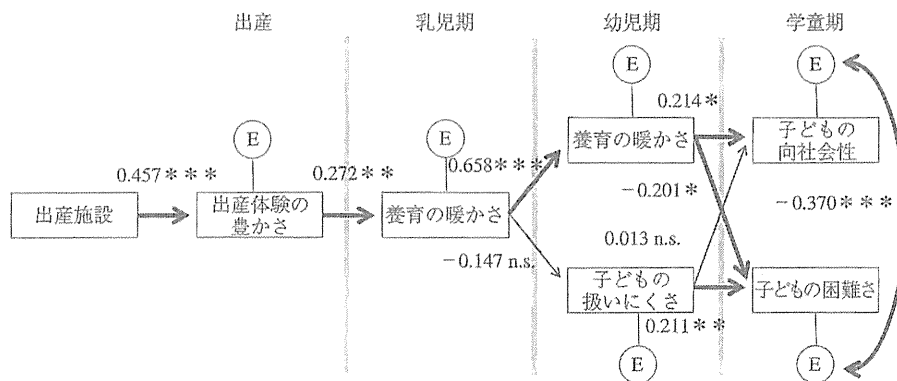 出産
乳児期
幼児期
学童期
E
E
E
E
0.214＊
養育の暖かさ
子どもの
向社会性
0.457＊＊＊
0.272＊＊
0.658＊＊＊
－0.201＊
－0.370＊＊＊
出産施設
出産体験の
豊かさ
養育の暖かさ
0.013 n.s.
－0.147 n.s.
子どもの
扱いにくさ
子どもの困難さ
0.211＊＊
E
E